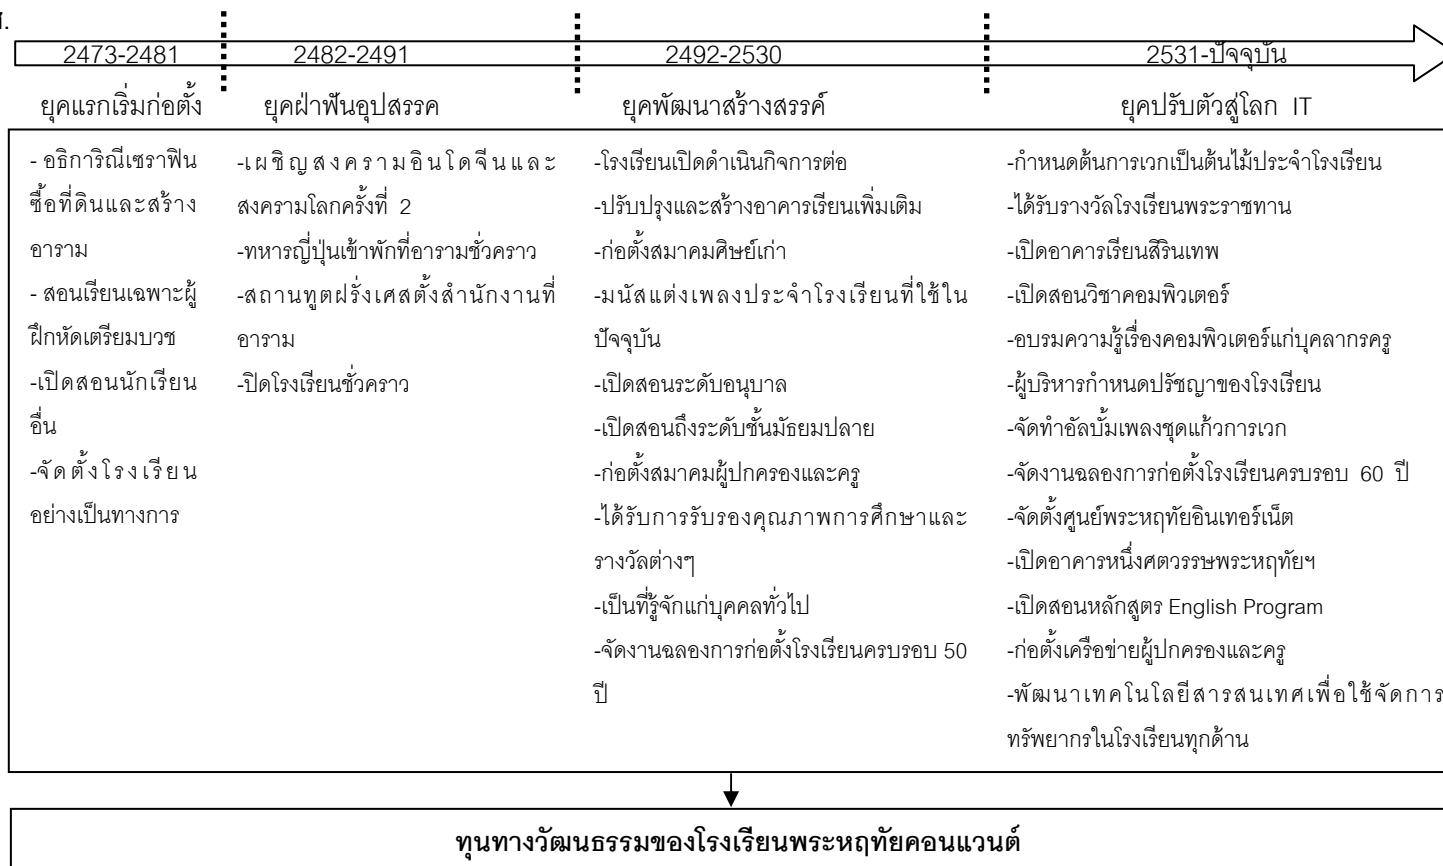 ศ.
2473-2481
2482-2491
2492-2530
2531-ปัจจุบัน
ยุคแรกเริ่มก่อตั้ง
ยุคฝ่าฟันอุปสรรค
ยุคพัฒนาสร้างสรรค์
ยุคปรับตัวสู่โลก IT
- อธิการิณีเซราฟิน
ซื้อที่ดินและสร้าง
อาราม
- สอนเรียนเฉพาะผู้
ฝึกหัดเตรียมบวช
-เปิดสอนนักเรียน
อื่น
-จัดตั้งโรงเรียน
อย่างเป็นทางการ
-เผชิญสงครามอินโดจีนและ
สงครามโลกครั้งที่ 2
-ทหารญี่ปุ่นเข้าพักที่อารามชั่วคราว
-สถานทูตฝรั่งเศสตั้งสำนักงานที่
อาราม
-ปิดโรงเรียนชั่วคราว
-โรงเรียนเปิดดำเนินกิจการต่อ
-ปรับปรุงและสร้างอาคารเรียนเพิ่มเติม
-ก่อตั้งสมาคมศิษย์เก่า
-มนัสแต่งเพลงประจำโรงเรียนที่ใช้ใน
ปัจจุบัน
-เปิดสอนระดับอนุบาล
-เปิดสอนถึงระดับชั้นมัธยมปลาย
-ก่อตั้งสมาคมผู้ปกครองและครู
-ได้รับการรับรองคุณภาพการศึกษาและ
รางวัลต่างๆ
-เป็นที่รู้จักแก่บุคคลทั่วไป
-จัดงานฉลองการก่อตั้งโรงเรียนครบรอบ 50
ปี
-กำหนดต้นการเวกเป็นต้นไม้ประจำโรงเรียน
-ได้รับรางวัลโรงเรียนพระราชทาน
-เปิดอาคารเรียนสิรินเทพ
-เปิดสอนวิชาคอมพิวเตอร์
-อบรมความรู้เรื่องคอมพิวเตอร์แก่บุคลากรครู
-ผู้บริหารกำหนดปรัชญาของโรงเรียน
-จัดทำอัลบั้มเพลงชุดแก้วการเวก
-จัดงานฉลองการก่อตั้งโรงเรียนครบรอบ 60 ปี
-จัดตั้งศูนย์พระหฤทัยอินเทอร์เน็ต
-เปิดอาคารหนึ่งศตวรรษพระหฤทัยฯ
-เปิดสอนหลักสูตร English Program
-ก่อตั้งเครือข่ายผู้ปกครองและครู
-พัฒนาเทคโนโลยีสารสนเทศเพื่อใช้จัดการ
ทรัพยากรในโรงเรียนทุกด้าน
ทุนทางวัฒนธรรมของโรงเรียนพระหฤทัยคอนแวนต์